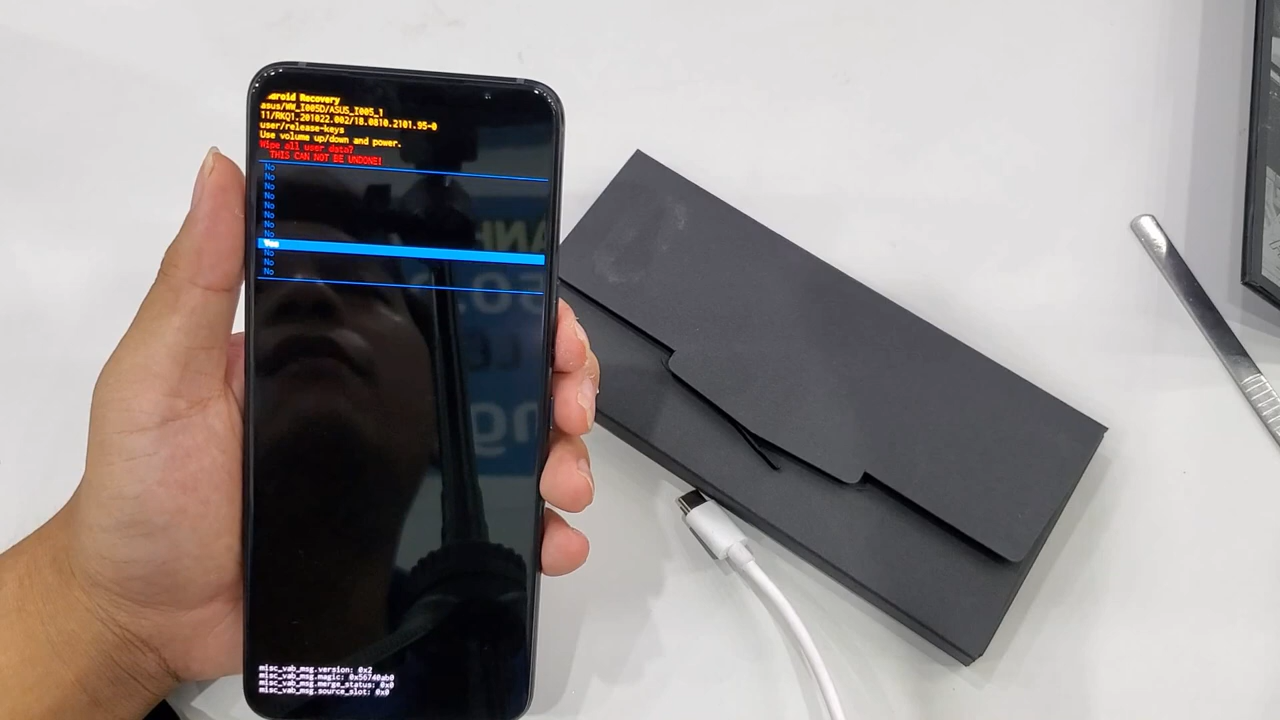 Android Recovery
asus/WW_I005D/ASUS_I005_1
11/RKQ1.201022.002/18.0810.2101.95-0
user/release-keys
Use volume up/down and power.
Wipe all user data?
THIS CAN NOT BE UNDONE!
No
No
No
No
No
No
No
No
Yes
No
No
No
misc_vab_msg.version: 0x2
misc_vab_msg.magic: 0x56740ab0
misc_vab_msg.merge_status: 0x0
misc_vab_msg.source_slot: 0x0